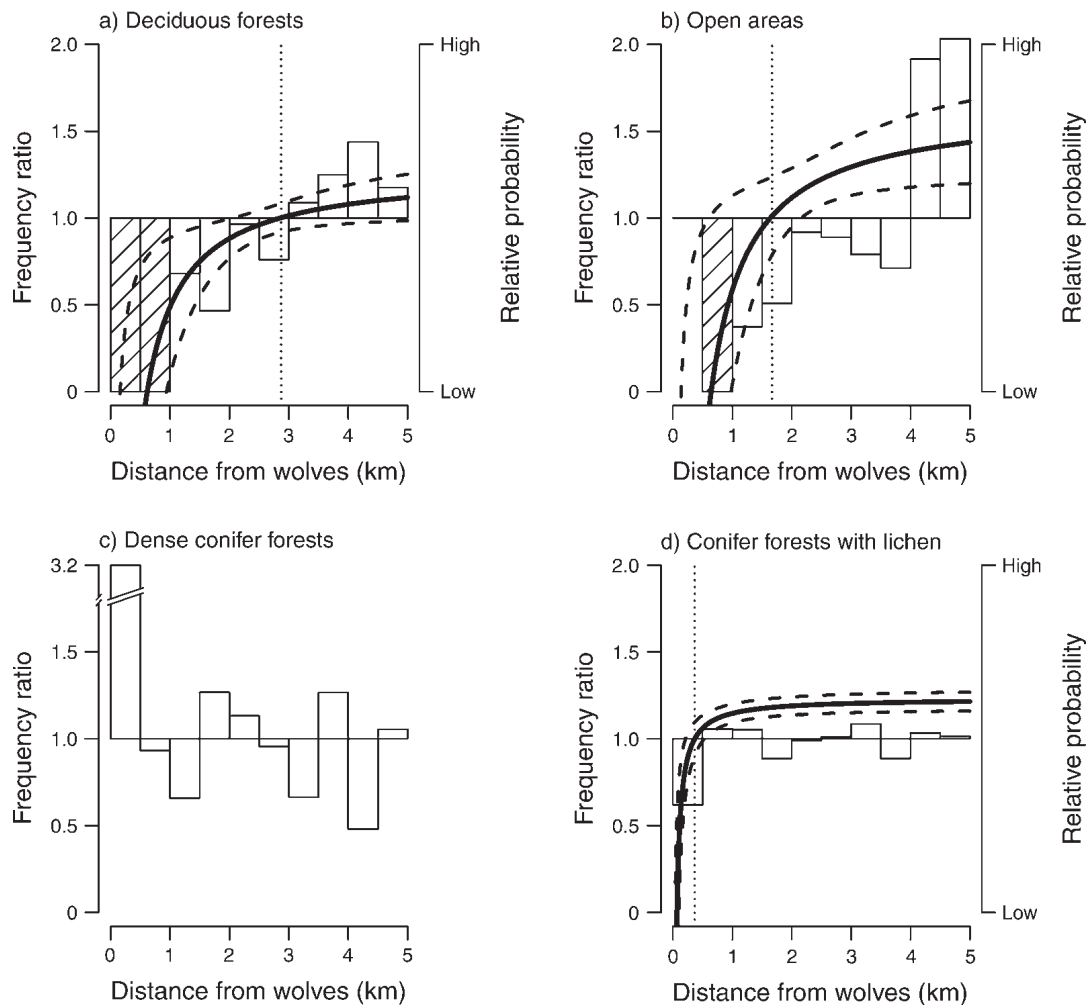 a) Deciduous forests
2.0
1.5
1.0
0.5
0
Frequency ratio
High
Low
Relative probability
0 1 2 3 4 5
Distance from wolves (km)
b) Open areas
2.0
1.5
1.0
0.5
0
Frequency ratio
High
Low
Relative probability
0 1 2 3 4 5
Distance from wolves (km)
c) Dense conifer forests
3.2
1.5
1.0
0.5
0
Frequency ratio
0 1 2 3 4 5
Distance from wolves (km)
d) Conifer forests with lichen
2.0
1.5
1.0
0.5
0
Frequency ratio
High
Low
Relative probability
0 1 2 3 4 5
Distance from wolves (km)